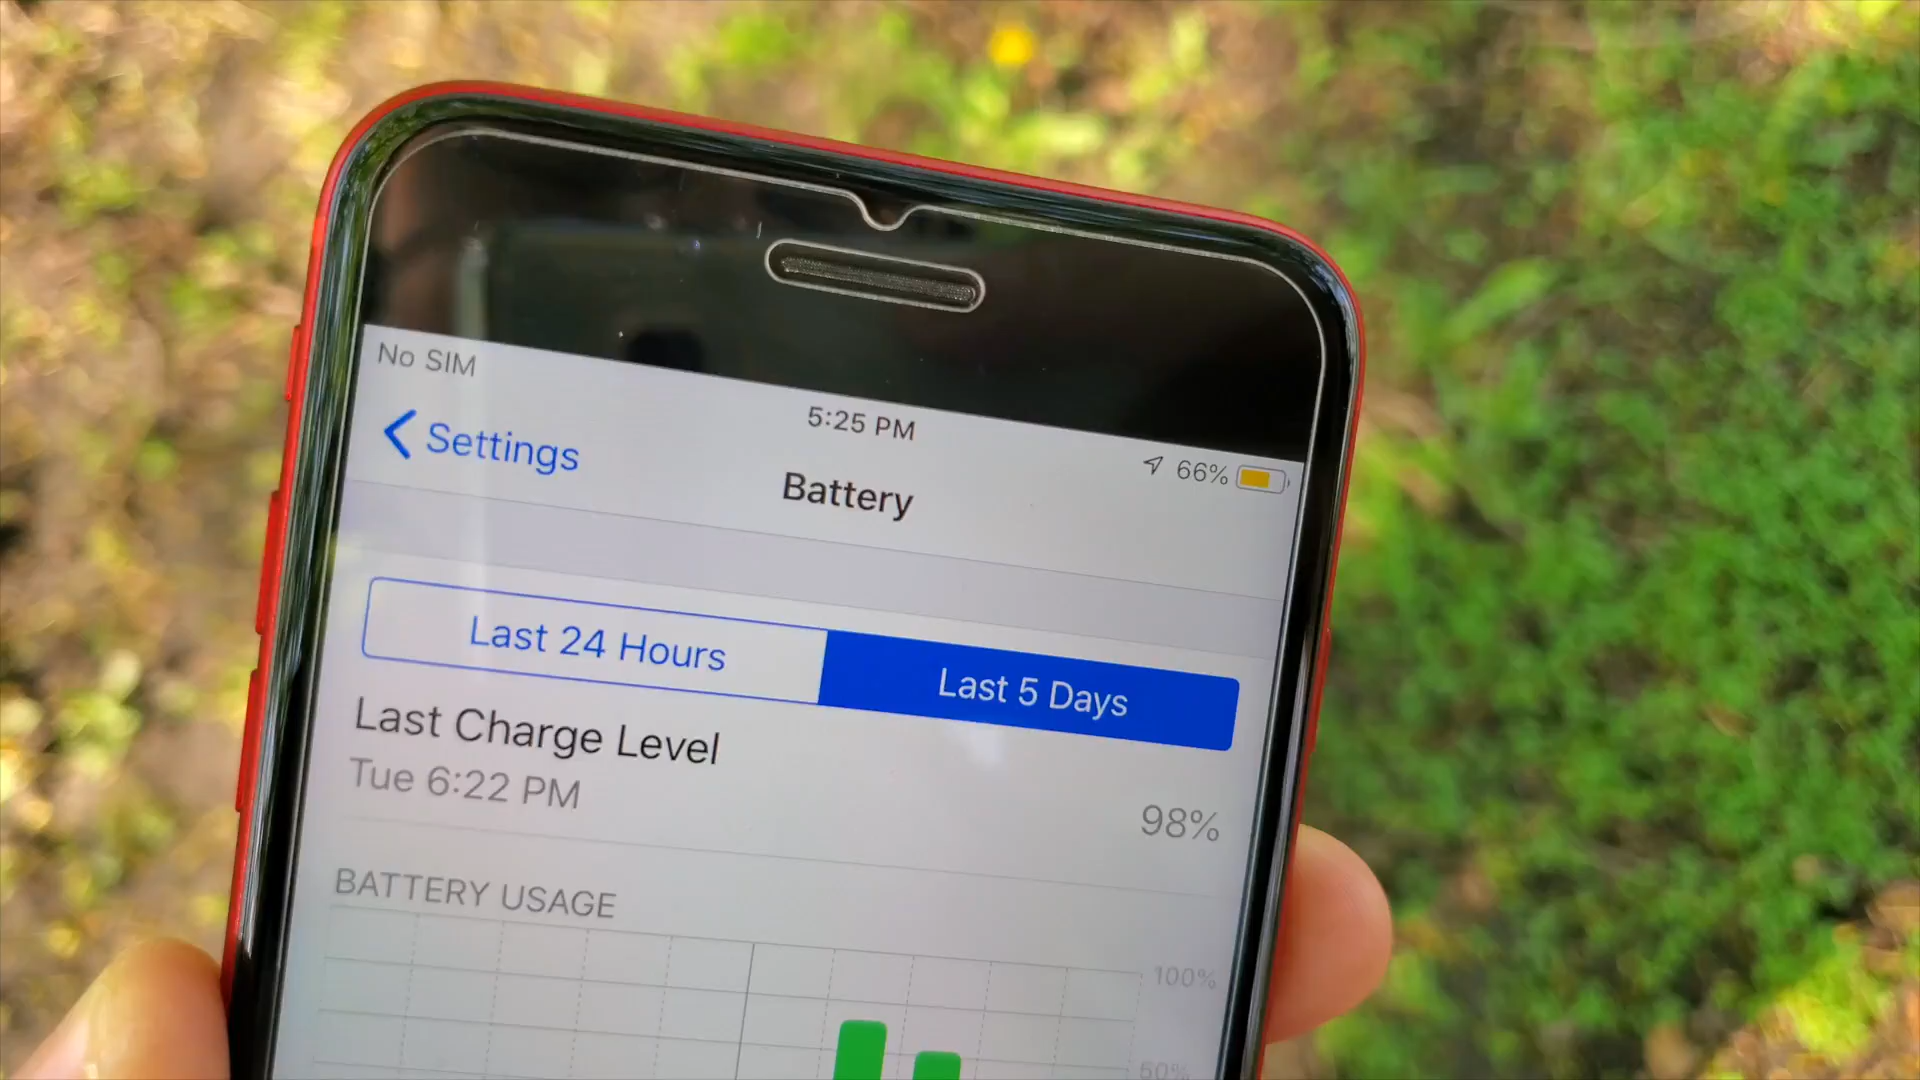 No SIM
5:25 PM
66%
Settings
Battery
Last 24 Hours
Last 5 Days
Last Charge Level
Tue 6:22 PM
98%
BATTERY USAGE
100%
50%